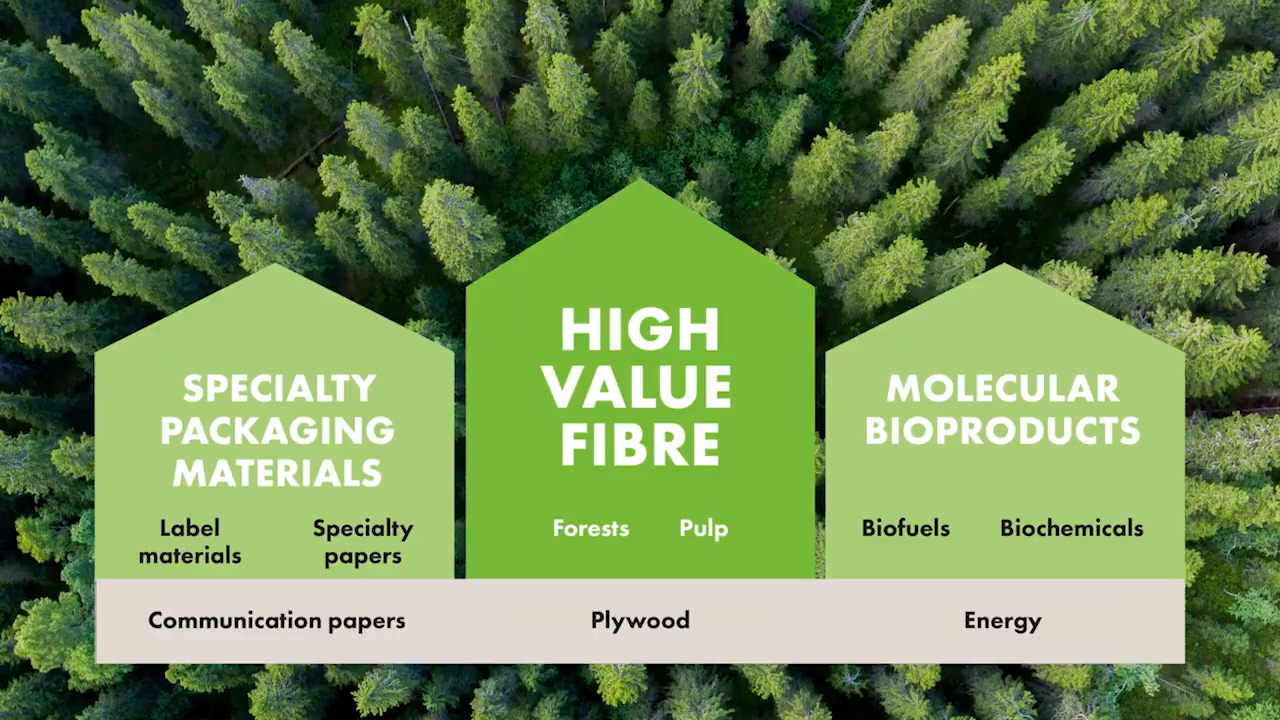 SPECIALTY
PACKAGING
MATERIALS
Label
materials
Specialty
papers
HIGH
VALUE
FIBRE
Forests
Pulp
MOLECULAR
BIOPRODUCTS
Biofuels
Biochemicals
Communication papers
Plywood
Energy